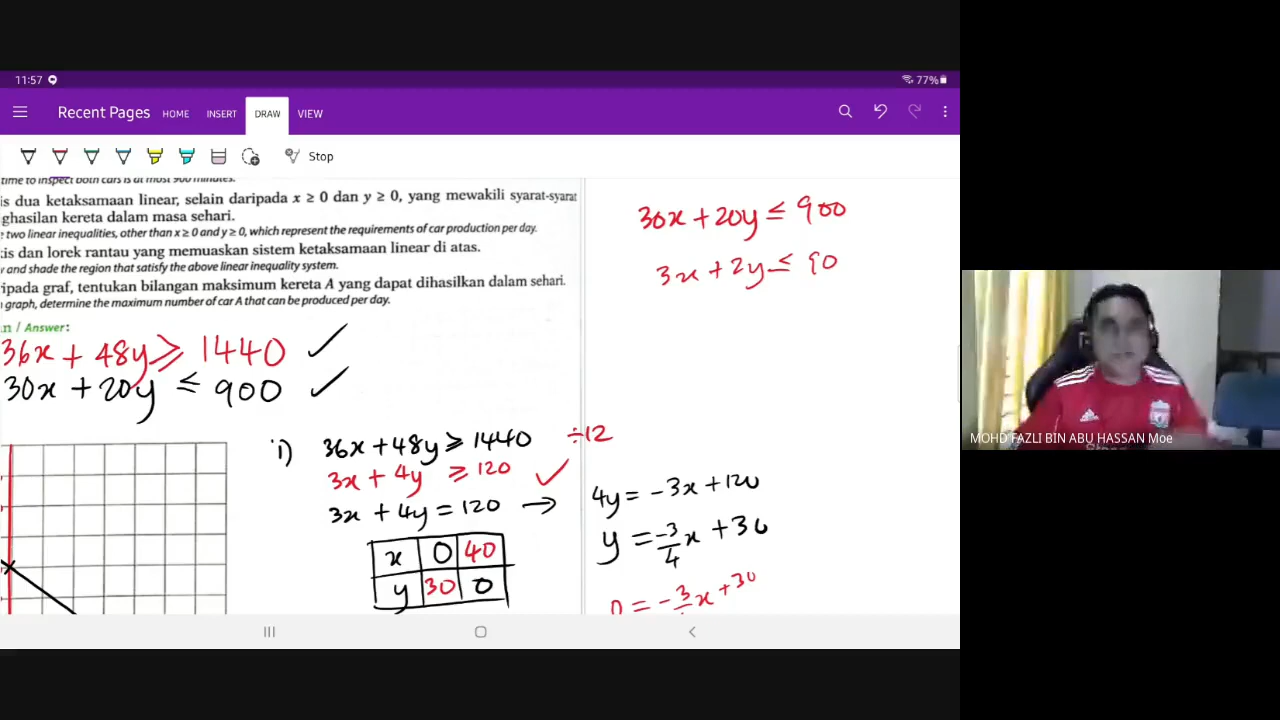 11:57
77%
Recent Pages HOME INSERT DRAW VIEW
Stop
time to inspect both cars is at most 900 minutes.
is dua ketaksamaan linear, selain daripada x ≥ 0 dan y ≥ 0, yang mewakili syarat-syarat
ghasilan kereta dalam masa sehari.
two linear inequalities, other than x ≥ 0 and y ≥ 0, which represent the requirements of car production per day.
kis dan lorek rantau yang memuaskan sistem ketaksamaan linear di atas.
and shade the region that satisfy the above linear inequality system.
ripada graf, tentukan bilangan maksimum kereta A yang dapat dihasilkan dalam sehari.
graph, determine the maximum number of car A that can be produced per day.
n / Answer:
36x + 48y ≥ 1440 ✓
30x + 20y ≤ 900 ✓
i) 36x + 48y ≥ 1440 ÷12
3x + 4y ≥ 120 ✓
3x + 4y = 120 →
x 0 40
y 30 0
30x + 20y ≤ 900
3x + 2y ≤ 90
4y = -3x + 120
y = -3/4 x + 30
0 = -3/4 x + 30
MOHD FAZLI BIN ABU HASSAN Moe